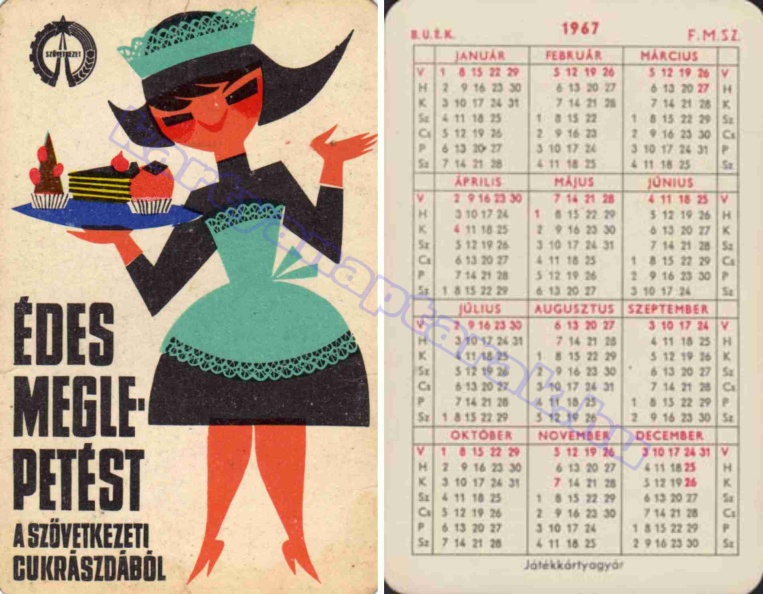 SZÖVETKEZET
ÉDES
MEGLE-
PETÉST
A SZÖVETKEZETI
CUKRÁSZDÁBÓL
B.U.É.K. 1967 F.M.SZ.
JANUÁR FEBRUÁR MÁRCIUS
V 1 8 15 22 29 5 12 19 26 5 12 19 26 V
H 2 9 16 23 30 6 13 20 27 6 13 20 27 H
K 3 10 17 24 31 7 14 21 28 7 14 21 28 K
Sz 4 11 18 25 1 8 15 22 1 8 15 22 29 Sz
Cs 5 12 19 26 2 9 16 23 2 9 16 23 30 Cs
P 6 13 20 27 3 10 17 24 3 10 17 24 31 P
Sz 7 14 21 28 4 11 18 25 4 11 18 25 Sz
ÁPRILIS MÁJUS JÚNIUS
V 2 9 16 23 30 7 14 21 28 4 11 18 25 V
H 3 10 17 24 1 8 15 22 29 5 12 19 26 H
K 4 11 18 25 2 9 16 23 30 6 13 20 27 K
Sz 5 12 19 26 3 10 17 24 31 7 14 21 28 Sz
Cs 6 13 20 27 4 11 18 25 1 8 15 22 29 Cs
P 7 14 21 28 5 12 19 26 2 9 16 23 30 P
Sz 1 8 15 22 29 6 13 20 27 3 10 17 24 Sz
JÚLIUS AUGUSZTUS SZEPTEMBER
V 2 9 16 23 30 6 13 20 27 3 10 17 24 V
H 3 10 17 24 31 7 14 21 28 4 11 18 25 H
K 4 11 18 25 1 8 15 22 29 5 12 19 26 K
Sz 5 12 19 26 2 9 16 23 30 6 13 20 27 Sz
Cs 6 13 20 27 3 10 17 24 31 7 14 21 28 Cs
P 7 14 21 28 4 11 18 25 1 8 15 22 29 P
Sz 1 8 15 22 29 5 12 19 26 2 9 16 23 30 Sz
OKTÓBER NOVEMBER DECEMBER
V 1 8 15 22 29 5 12 19 26 3 10 17 24 31 V
H 2 9 16 23 30 6 13 20 27 4 11 18 25 H
K 3 10 17 24 31 7 14 21 28 5 12 19 26 K
Sz 4 11 18 25 1 8 15 22 29 6 13 20 27 Sz
Cs 5 12 19 26 2 9 16 23 30 7 14 21 28 Cs
P 6 13 20 27 3 10 17 24 1 8 15 22 29 P
Sz 7 14 21 28 4 11 18 25 2 9 16 23 30 Sz
Játékkártyagyár
kartyanaptarak.hu